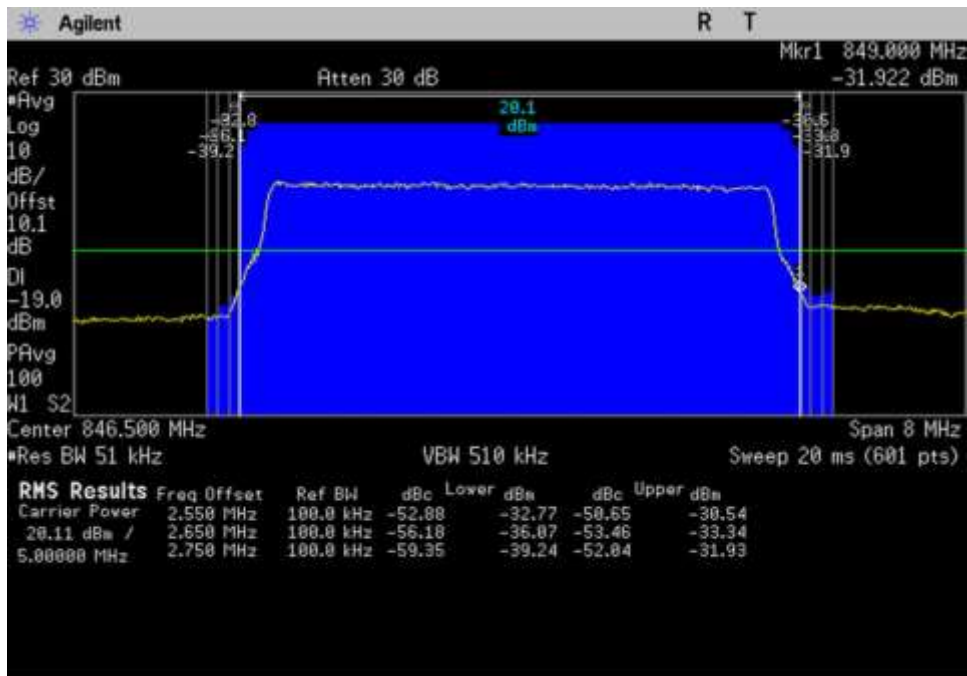 Agilent R T
Mkr1 849.000 MHz
Ref 30 dBm Atten 30 dB -31.922 dBm
#Avg
Log
10
dB/
Offst
10.1
dB
DI
-19.0
dBm
PAvg
100
W1 S2
20.1
dBm
-32.8
-36.1
-39.2
-31.9
Center 846.500 MHz Span 8 MHz
#Res BW 51 kHz VBW 510 kHz Sweep 20 ms (601 pts)
RMS Results Freq Offset Ref BW dBc Lower dBm dBc Upper dBm
Carrier Power 2.550 MHz 100.0 kHz -52.88 -32.77 -50.65 -30.54
20.11 dBm / 2.650 MHz 100.0 kHz -56.18 -36.07 -53.46 -33.34
5.00000 MHz 2.750 MHz 100.0 kHz -59.35 -39.24 -52.04 -31.93